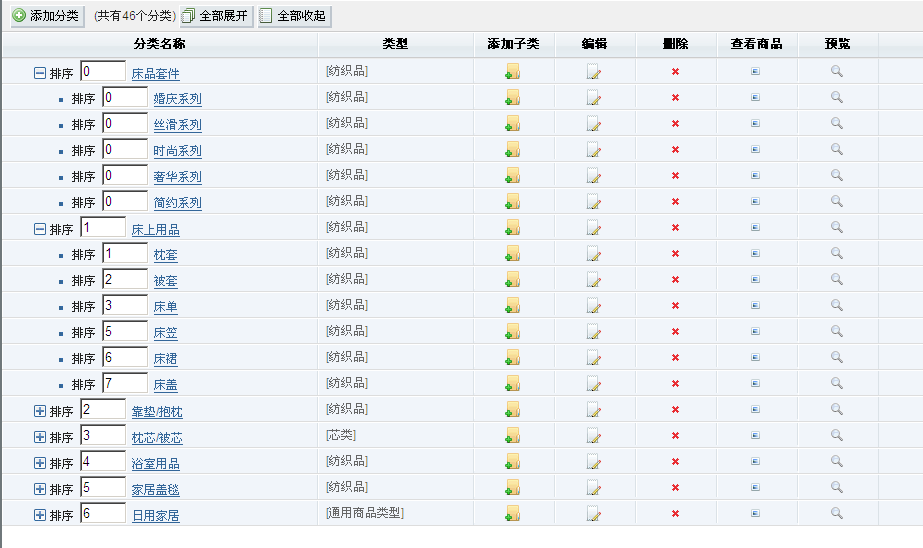 添加分类 (共有46个分类) 全部展开 全部收起
分类名称 类型 添加子类 编辑 删除 查看商品 预览
排序 0 床品套件 [纺织品]
排序 0 婚庆系列 [纺织品]
排序 0 丝滑系列 [纺织品]
排序 0 时尚系列 [纺织品]
排序 0 奢华系列 [纺织品]
排序 0 简约系列 [纺织品]
排序 1 床上用品 [纺织品]
排序 1 枕套 [纺织品]
排序 2 被套 [纺织品]
排序 3 床单 [纺织品]
排序 5 床笠 [纺织品]
排序 6 床裙 [纺织品]
排序 7 床盖 [纺织品]
排序 2 靠垫/抱枕 [纺织品]
排序 3 枕芯/被芯 [芯类]
排序 4 浴室用品 [纺织品]
排序 5 家居盖毯 [纺织品]
排序 6 日用家居 [通用商品类型]